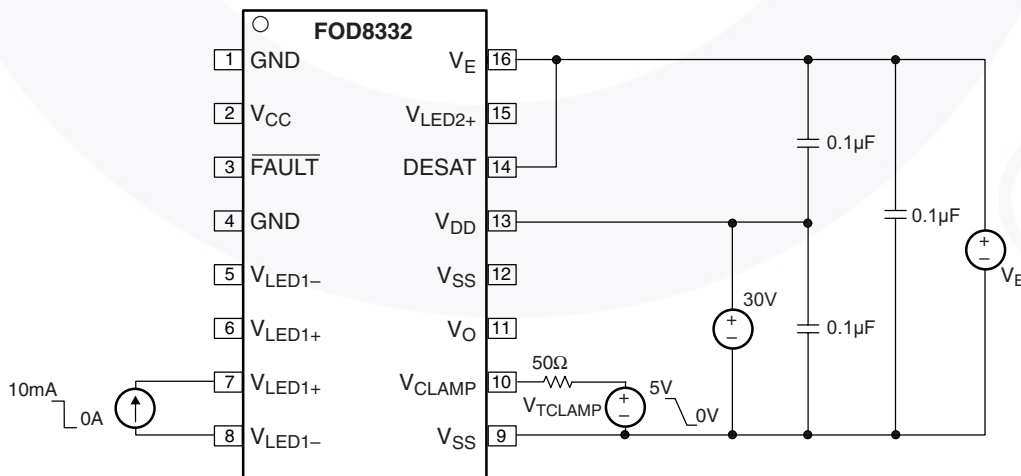 FOD8332
1 GND
VE 16
2 VCC
VLED2+ 15
0.1µF
3 FAULT
DESAT 14
4 GND
VDD 13
0.1µF
5 VLED1–
VSS 12
VE
30V
6 VLED1+
VO 11
0.1µF
50Ω
10mA
7 VLED1+
VCLAMP 10
5V
0A
VTCLAMP
0V
8 VLED1–
VSS 9